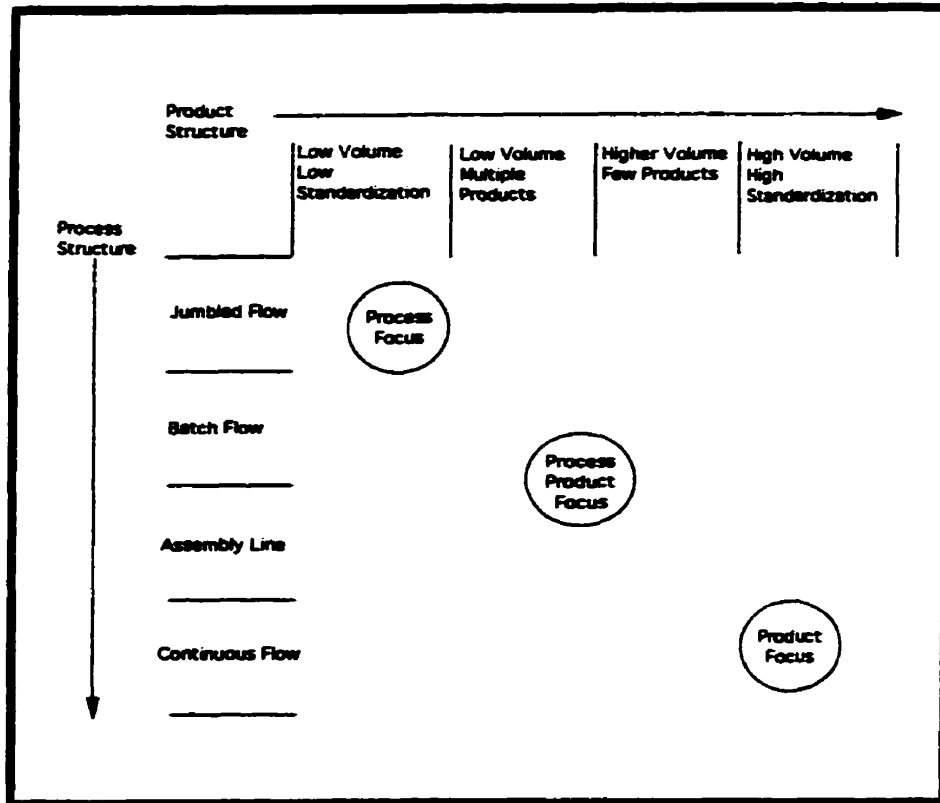 Product
Structure
Low Volume
Low
Standardization
Low Volume
Multiple
Products
Higher Volume
Few Products
High Volume
High
Standardization
Process
Structure
Jumbled Flow
Process
Focus
Batch Flow
Process
Product
Focus
Assembly Line
Continuous Flow
Product
Focus